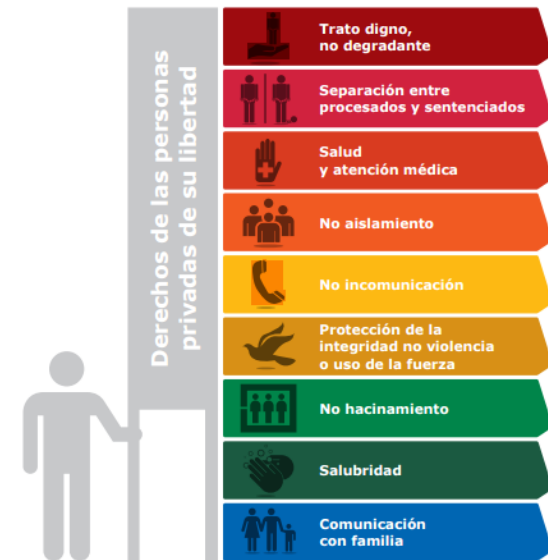 Derechos de las personas
privadas de su libertad
Trato digno,
no degradante
Separación entre
procesados y sentenciados
Salud
y atención médica
No aislamiento
No incomunicación
Protección de la
integridad no violencia
o uso de la fuerza
No hacinamiento
Salubridad
Comunicación
con familia